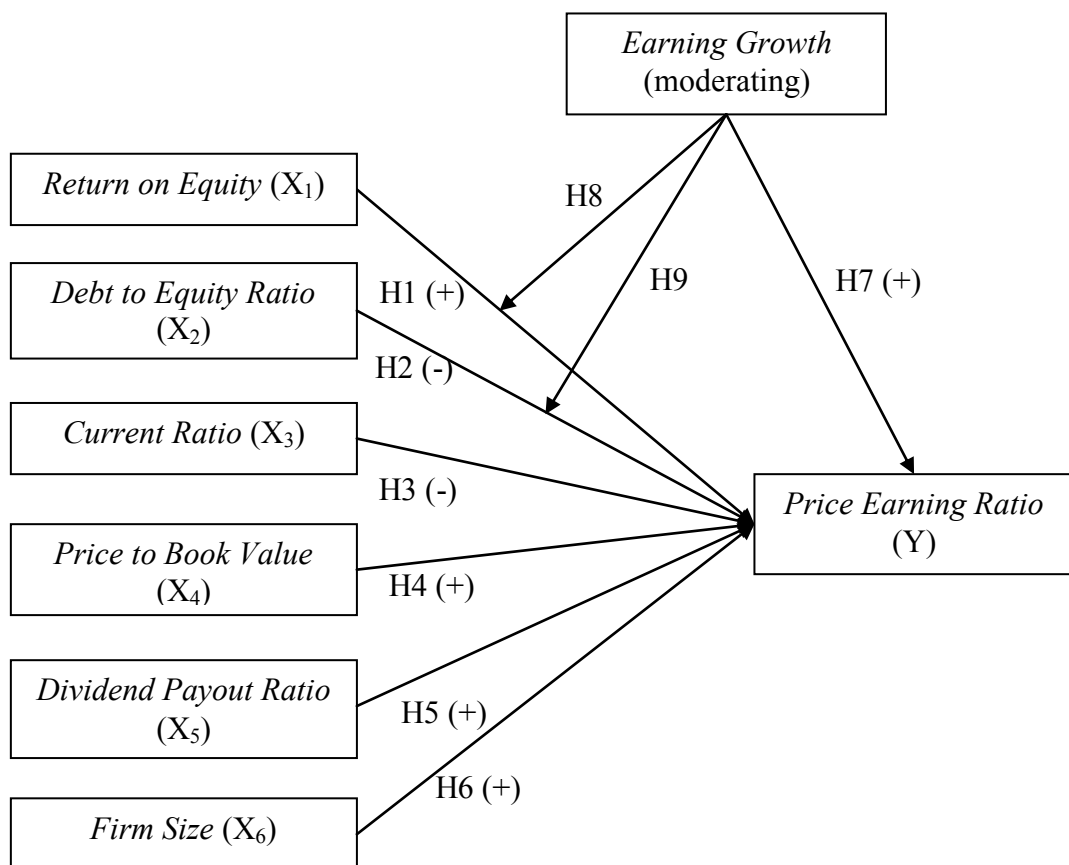 Earning Growth
(moderating)
Return on Equity (X₁)
H8
Debt to Equity Ratio
(X₂)
H1 (+)
H9
H7 (+)
H2 (-)
Current Ratio (X₃)
H3 (-)
Price Earning Ratio
(Y)
Price to Book Value
(X₄)
H4 (+)
Dividend Payout Ratio
(X₅)
H5 (+)
H6 (+)
Firm Size (X₆)